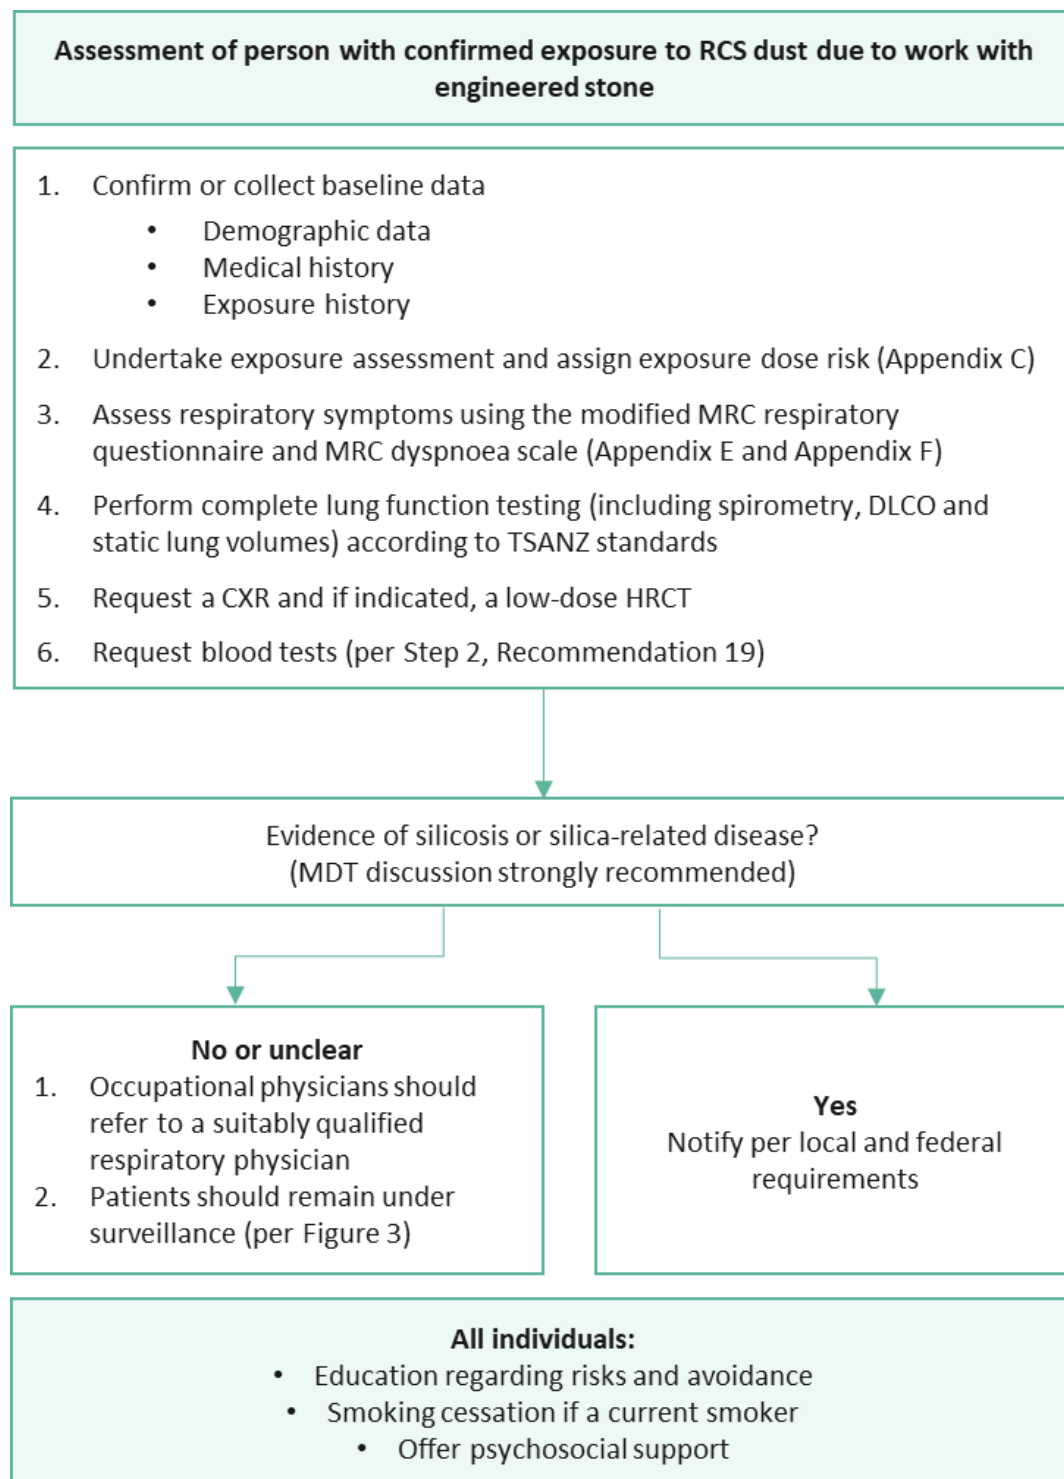 Assessment of person with confirmed exposure to RCS dust due to work with
engineered stone
1. Confirm or collect baseline data
• Demographic data
• Medical history
• Exposure history
2. Undertake exposure assessment and assign exposure dose risk (Appendix C)
3. Assess respiratory symptoms using the modified MRC respiratory
questionnaire and MRC dyspnoea scale (Appendix E and Appendix F)
4. Perform complete lung function testing (including spirometry, DLCO and
static lung volumes) according to TSANZ standards
5. Request a CXR and if indicated, a low-dose HRCT
6. Request blood tests (per Step 2, Recommendation 19)
Evidence of silicosis or silica-related disease?
(MDT discussion strongly recommended)
No or unclear
1. Occupational physicians should
refer to a suitably qualified
respiratory physician
2. Patients should remain under
surveillance (per Figure 3)
Yes
Notify per local and federal
requirements
All individuals:
• Education regarding risks and avoidance
• Smoking cessation if a current smoker
• Offer psychosocial support